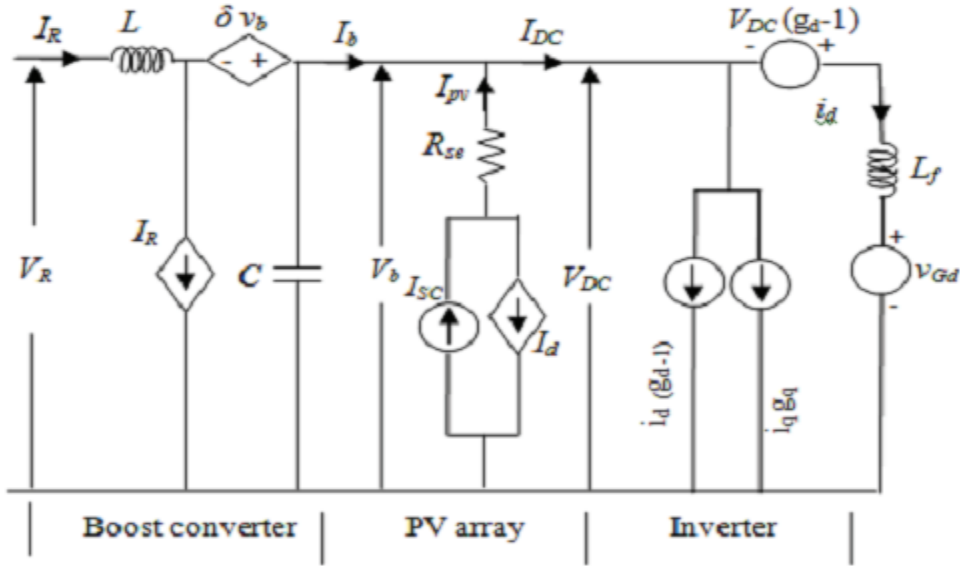 I_R L δ v_b I_b I_DC V_DC (g_d-1)
- + - +
I_pv i_d
R_se L_f
I_R
V_R C V_b I_SC V_DC + v_Gd
I_d -
i_d (g_d-1) i_q g_q
Boost converter PV array Inverter